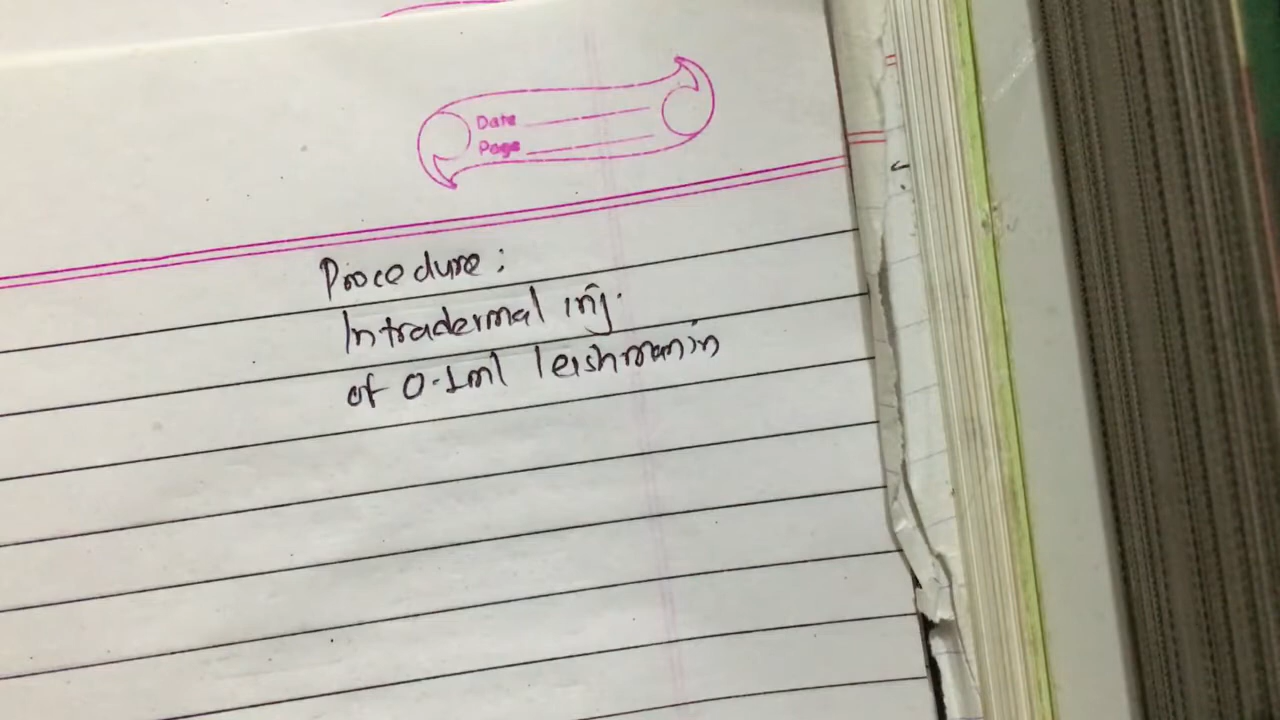 Date
Page
Procedure:
Intradermal inj.
of 0.1ml leishmanin